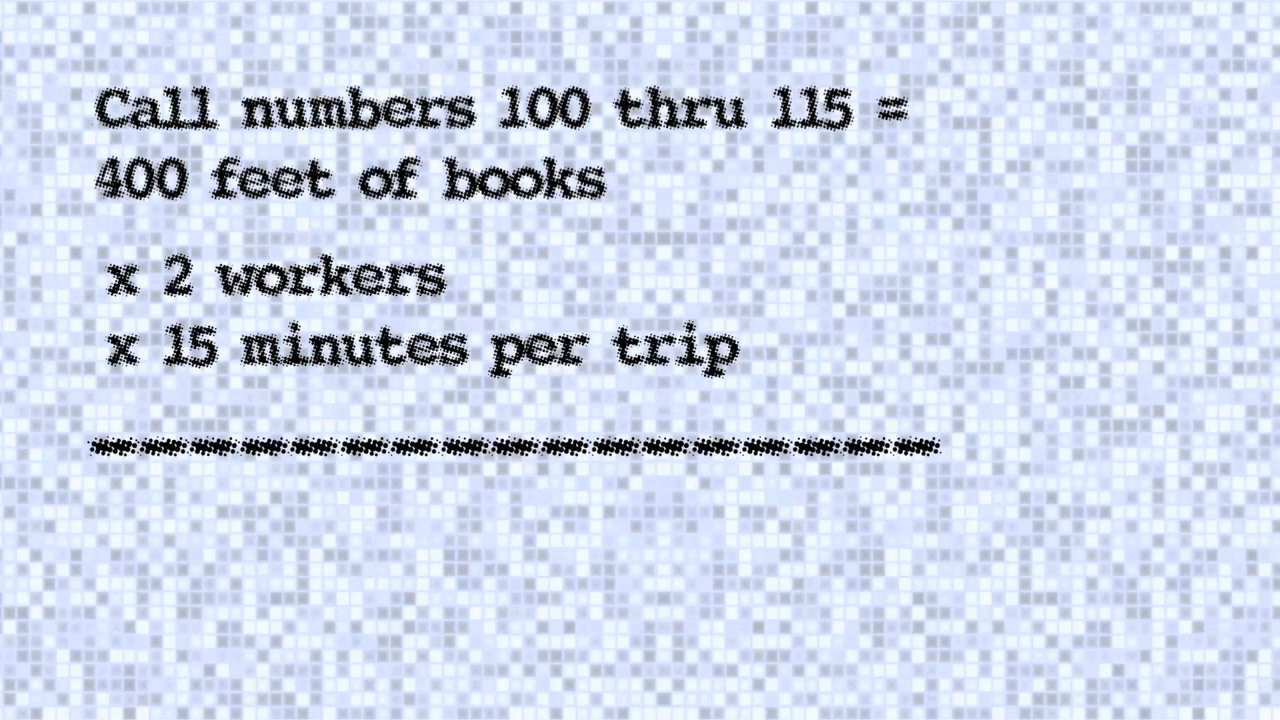 Call numbers 100 thru 115 =
400 feet of books
x 2 workers
x 15 minutes per trip